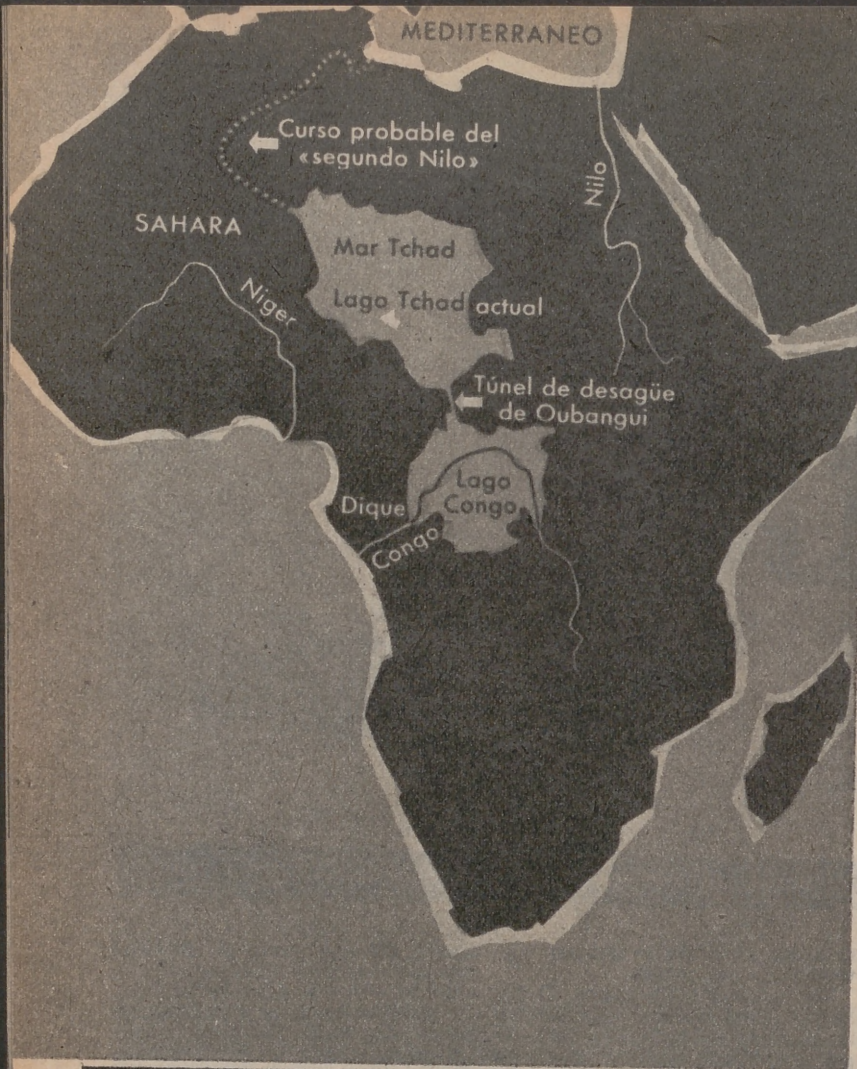 MEDITERRANEO
Curso probable del
«segundo Nilo»
Nilo
SAHARA
Mar Tchad
Niger
Lago Tchad actual
Túnel de desagüe
de Oubangui
Lago
Congo
Dique
Congo